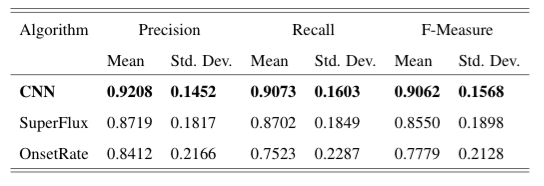 Algorithm Precision Recall F-Measure
Mean Std. Dev. Mean Std. Dev. Mean Std. Dev.
CNN 0.9208 0.1452 0.9073 0.1603 0.9062 0.1568
SuperFlux 0.8719 0.1817 0.8702 0.1849 0.8550 0.1898
OnsetRate 0.8412 0.2166 0.7523 0.2287 0.7779 0.2128